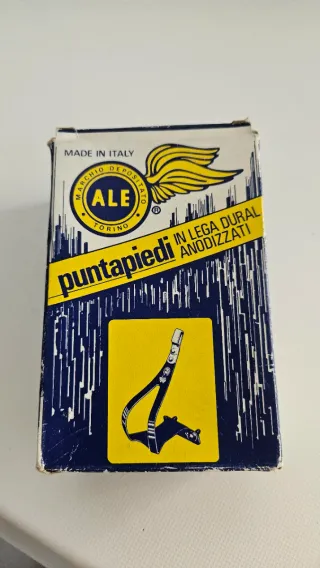 MADE IN ITALY
MARCHIO DEPOSITATO
ALE
TORINO
®
puntapiedi
IN LEGA DURAL
ANODIZZATI